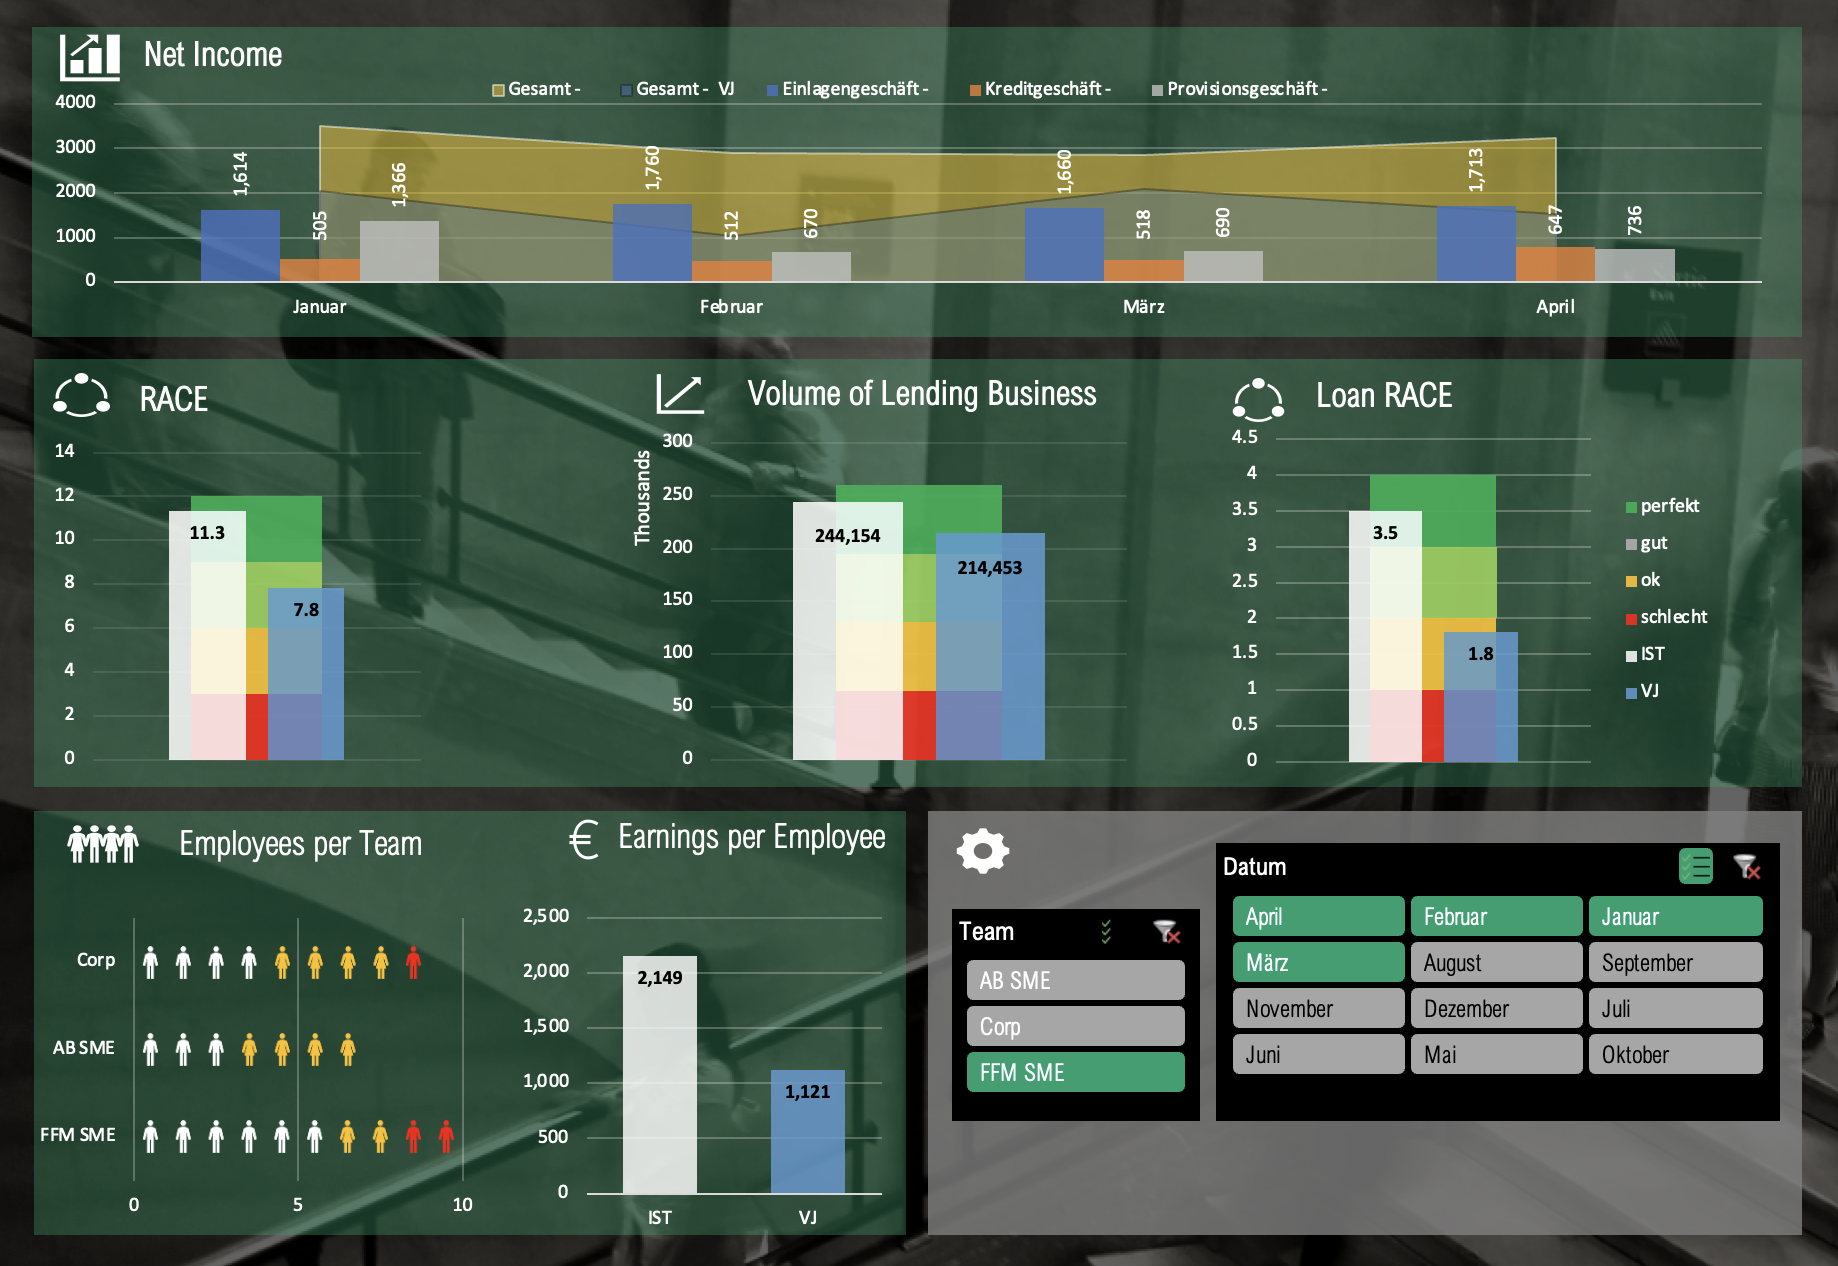 Net Income
Gesamt - Gesamt - VJ Einlagengeschäft - Kreditgeschäft - Provisionsgeschäft -
4000
3000
2000
1000
0
1,614
505
1,366
1,760
512
670
1,660
518
690
1,713
647
736
Januar Februar März April
RACE
14
12
10
8
6
4
2
0
11.3
7.8
Volume of Lending Business
Thousands
300
250
200
150
100
50
0
244,154
214,453
Loan RACE
4.5
4
3.5
3
2.5
2
1.5
1
0.5
0
3.5
1.8
perfekt
gut
ok
schlecht
IST
VJ
Employees per Team
Corp
AB SME
FFM SME
0 5 10
€ Earnings per Employee
2,500
2,000
1,500
1,000
500
0
2,149
1,121
IST VJ
Team
AB SME
Corp
FFM SME
Datum
April Februar Januar
März August September
November Dezember Juli
Juni Mai Oktober